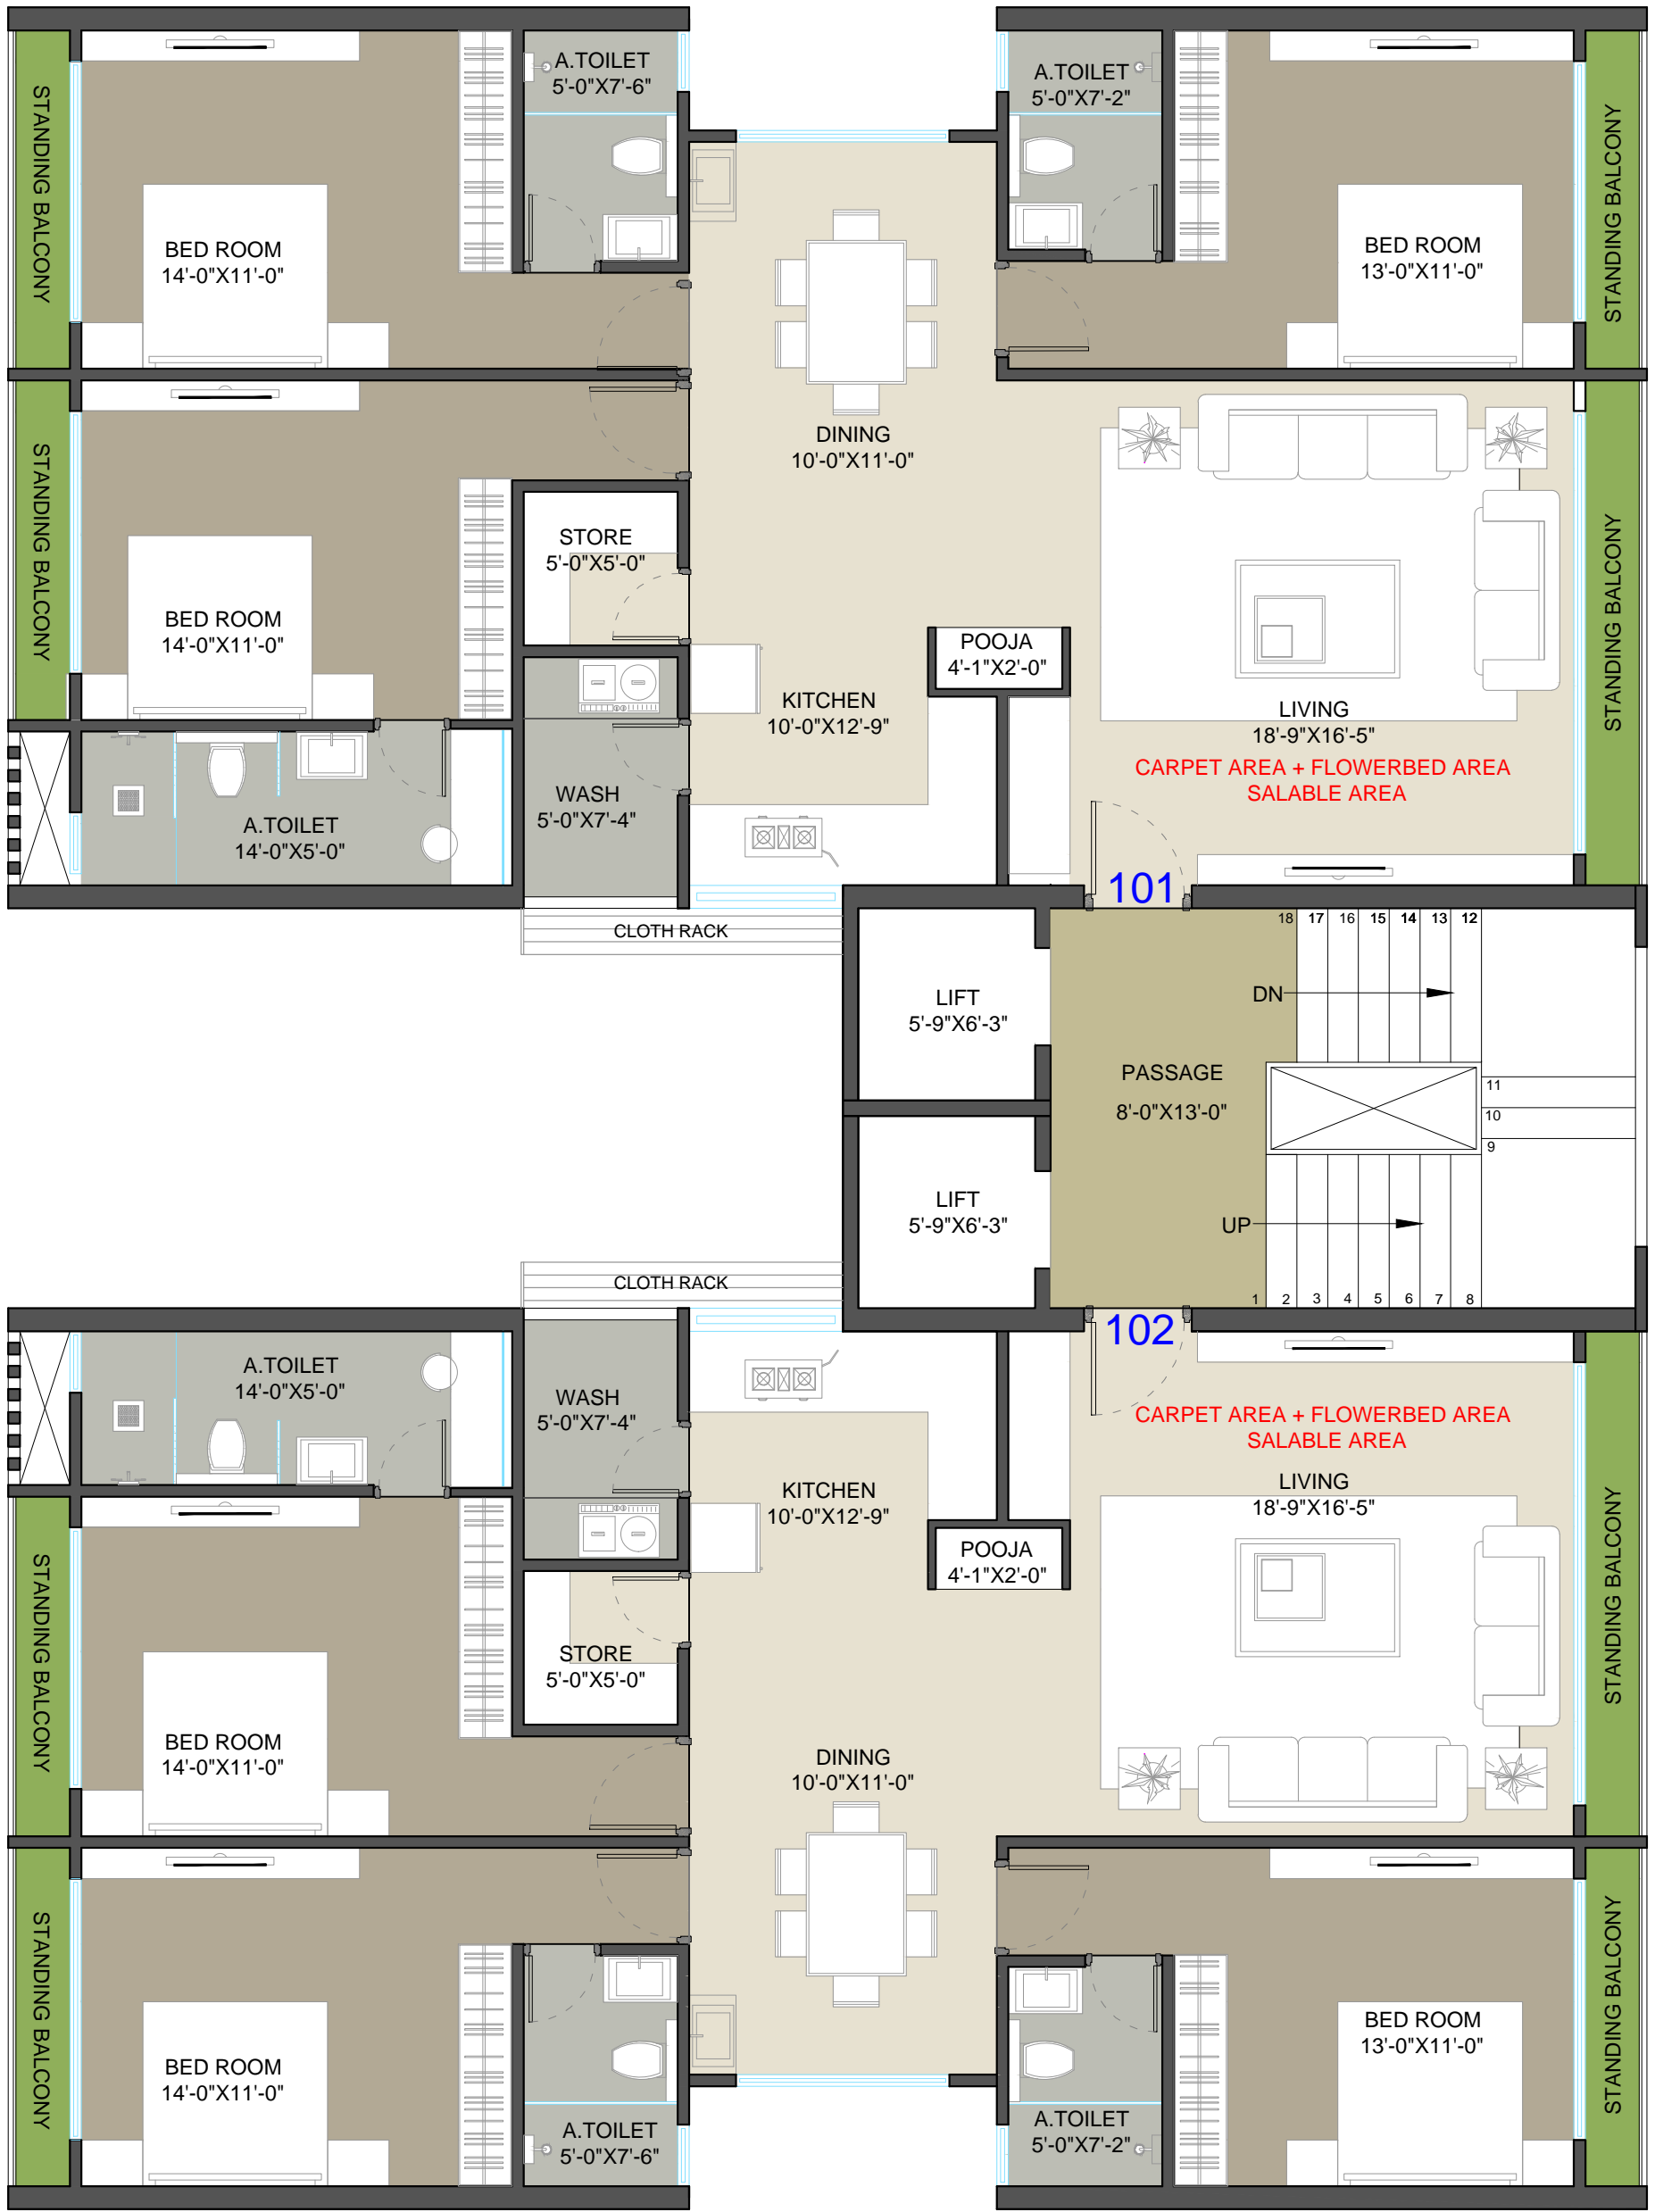 STANDING BALCONY
BED ROOM
14'-0"X11'-0"
A.TOILET
5'-0"X7'-6"
A.TOILET
5'-0"X7'-2"
BED ROOM
13'-0"X11'-0"
STANDING BALCONY
DINING
10'-0"X11'-0"
STANDING BALCONY
BED ROOM
14'-0"X11'-0"
STORE
5'-0"X5'-0"
POOJA
4'-1"X2'-0"
KITCHEN
10'-0"X12'-9"
LIVING
18'-9"X16'-5"
CARPET AREA + FLOWERBED AREA
SALABLE AREA
STANDING BALCONY
A.TOILET
14'-0"X5'-0"
WASH
5'-0"X7'-4"
101
CLOTH RACK
18 17 16 15 14 13 12
LIFT
5'-9"X6'-3"
DN
PASSAGE
8'-0"X13'-0"
11
10
9
LIFT
5'-9"X6'-3"
UP
CLOTH RACK
1 2 3 4 5 6 7 8
102
A.TOILET
14'-0"X5'-0"
WASH
5'-0"X7'-4"
CARPET AREA + FLOWERBED AREA
SALABLE AREA
KITCHEN
10'-0"X12'-9"
LIVING
18'-9"X16'-5"
POOJA
4'-1"X2'-0"
STANDING BALCONY
STANDING BALCONY
STORE
5'-0"X5'-0"
BED ROOM
14'-0"X11'-0"
DINING
10'-0"X11'-0"
STANDING BALCONY
BED ROOM
14'-0"X11'-0"
A.TOILET
5'-0"X7'-6"
A.TOILET
5'-0"X7'-2"
BED ROOM
13'-0"X11'-0"
STANDING BALCONY